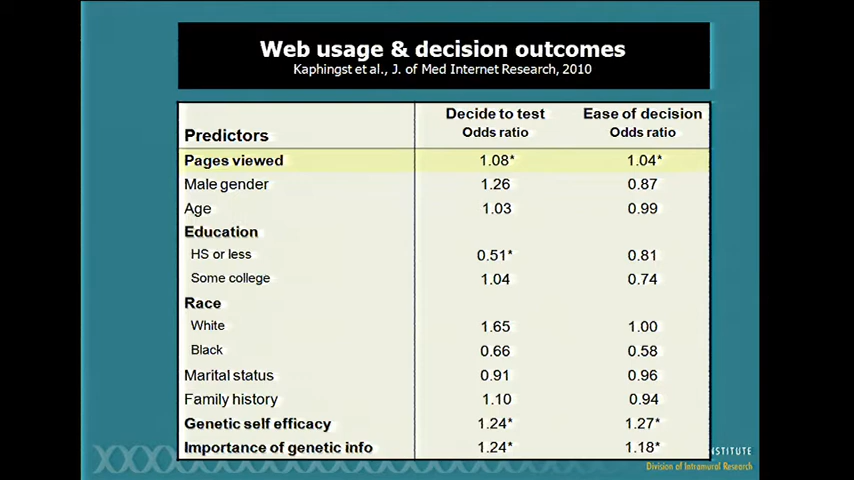 Web usage & decision outcomes
Kaphingst et al., J. of Med Internet Research, 2010
Predictors
Decide to test
Odds ratio
Ease of decision
Odds ratio
Pages viewed 1.08* 1.04*
Male gender 1.26 0.87
Age 1.03 0.99
Education
HS or less 0.51* 0.81
Some college 1.04 0.74
Race
White 1.65 1.00
Black 0.66 0.58
Marital status 0.91 0.96
Family history 1.10 0.94
Genetic self efficacy 1.24* 1.27*
Importance of genetic info 1.24* 1.18*
Division of Intramural Research